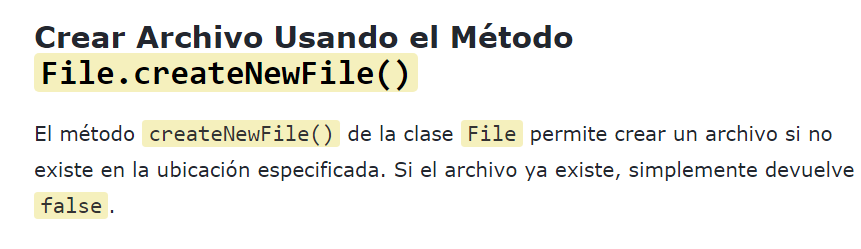 Crear Archivo Usando el Método
File.createNewFile()
El método createNewFile() de la clase File permite crear un archivo si no
existe en la ubicación especificada. Si el archivo ya existe, simplemente devuelve
false.